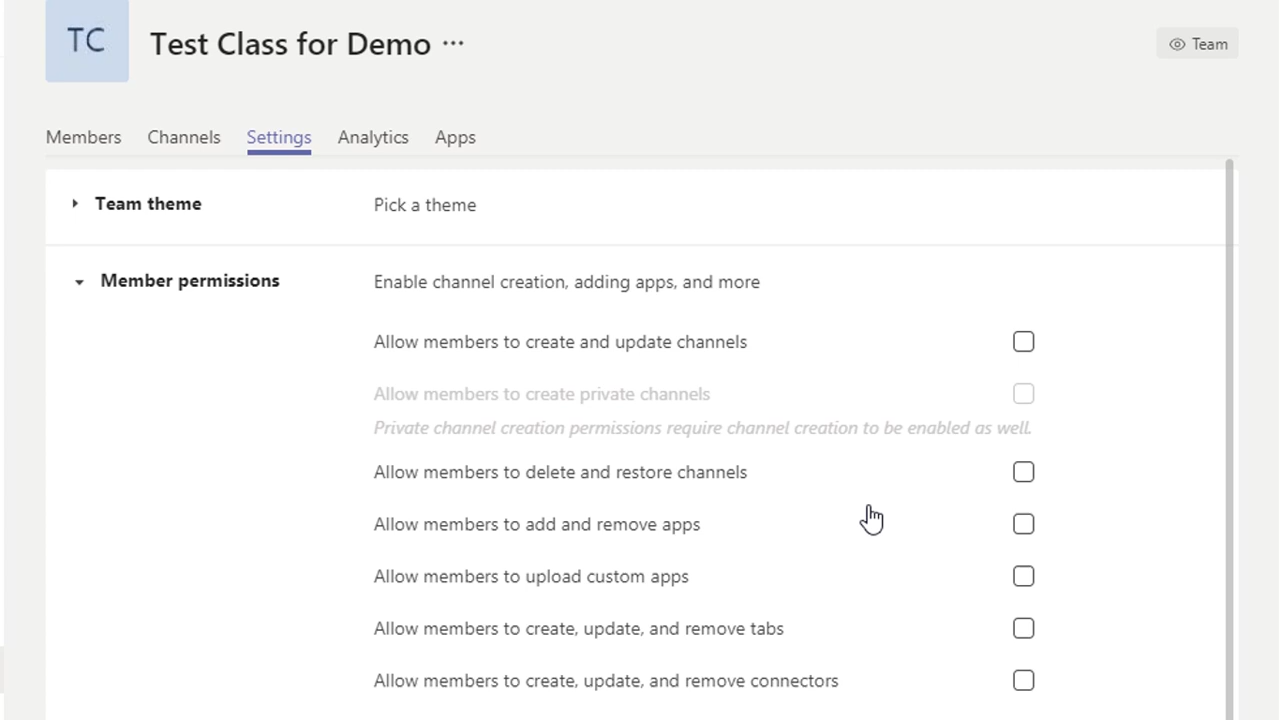 TC
Test Class for Demo ...
Team
Members Channels Settings Analytics Apps
Team theme Pick a theme
Member permissions Enable channel creation, adding apps, and more
Allow members to create and update channels
Allow members to create private channels
Private channel creation permissions require channel creation to be enabled as well.
Allow members to delete and restore channels
Allow members to add and remove apps
Allow members to upload custom apps
Allow members to create, update, and remove tabs
Allow members to create, update, and remove connectors